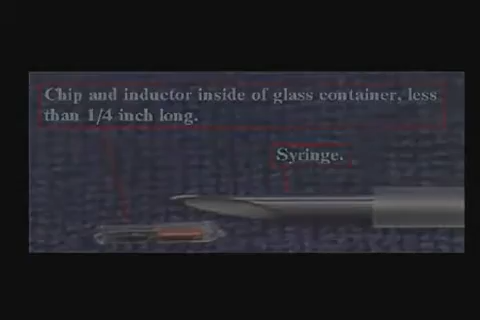 Chip and inductor inside of glass container, less
than 1/4 inch long.
Syringe.